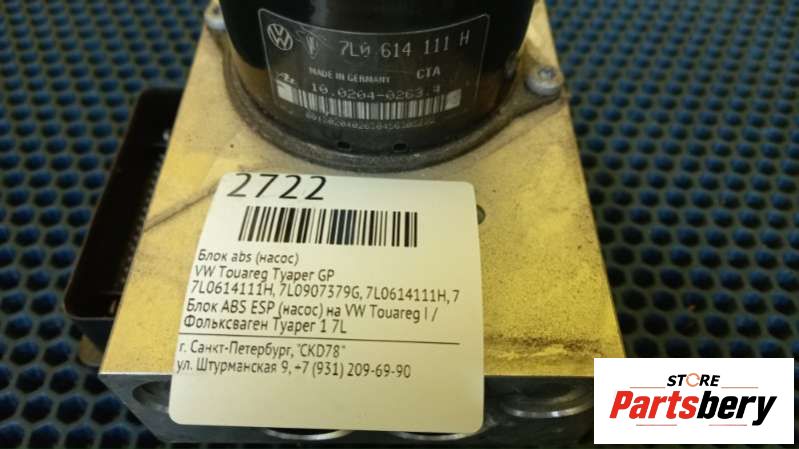 7L0 614 111 H
MADE IN GERMANY CTA
10.0204-0263.4
2722
Блок abs (насос)
VW Touareg Туарег GP
7L0614111H, 7L0907379G, 7L0614111H, 7
Блок ABS ESP (насос) на VW Touareg I /
Фольксваген Туарег 1 7L
г. Санкт-Петербург, "CKD78"
ул. Штурманская 9, +7 (931) 209-69-90
STORE
Partsbery